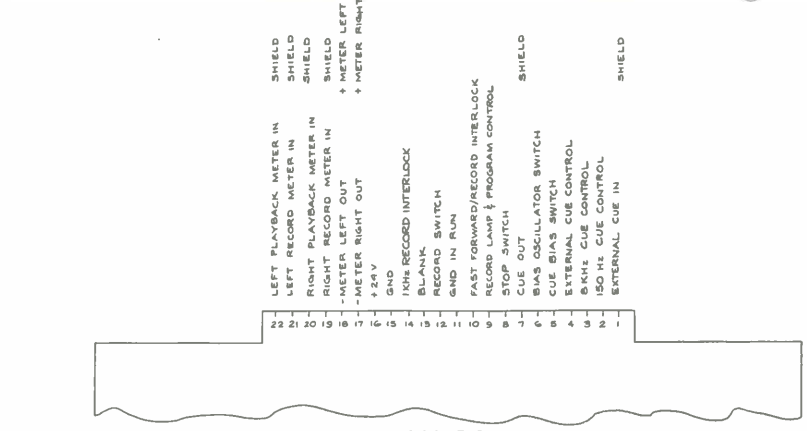 LEFT PLAYBACK METER IN SHIELD
LEFT RECORD METER IN SHIELD
RIGHT PLAYBACK METER IN SHIELD
RIGHT RECORD METER IN SHIELD
- METER LEFT OUT + METER LEFT
- METER RIGHT OUT + METER RIGHT
+ 24V
GND
1KHz RECORD INTERLOCK
BLANK
RECORD SWITCH
GND IN RUN
FAST FORWARD/RECORD INTERLOCK
RECORD LAMP & PROGRAM CONTROL
STOP SWITCH
CUE OUT SHIELD
BIAS OSCILLATOR SWITCH
CUE BIAS SWITCH
EXTERNAL CUE CONTROL
8KHz CUE CONTROL
150 Hz CUE CONTROL
EXTERNAL CUE IN SHIELD
22 21 20 19 18 17 16 15 14 13 12 11 10 9 8 7 6 5 4 3 2 1